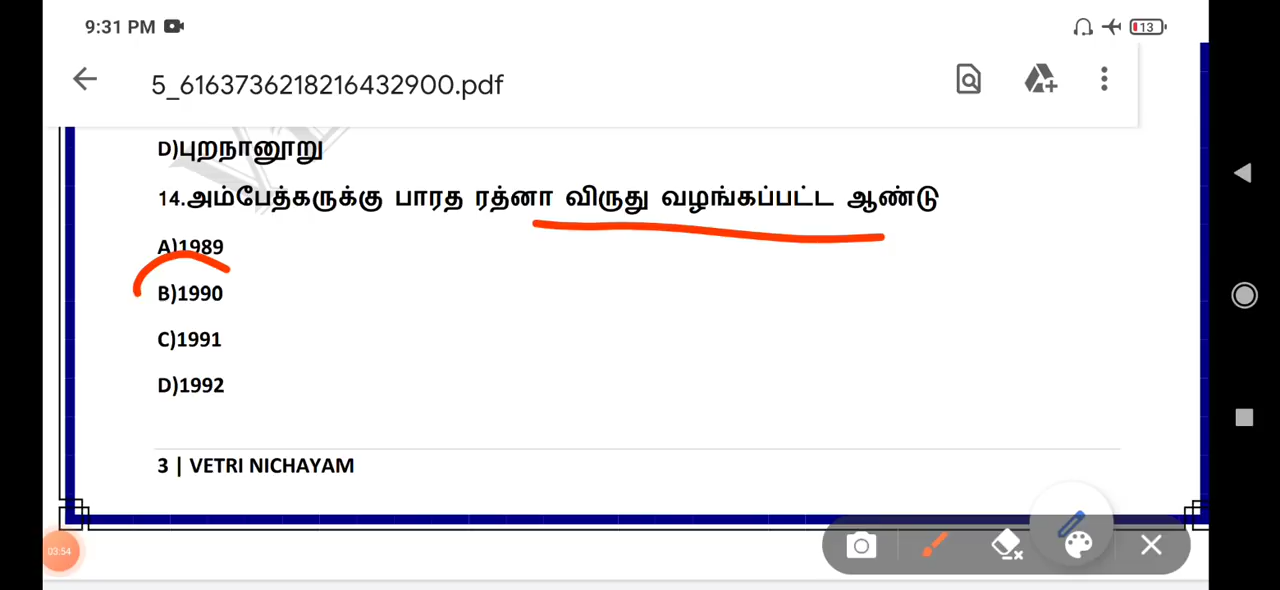 9:31 PM
13
5_6163736218216432900.pdf
D)புறநானூறு
14.அம்பேத்கருக்கு பாரத ரத்னா விருது வழங்கப்பட்ட ஆண்டு
A)1989
B)1990
C)1991
D)1992
3 | VETRI NICHAYAM
03:54